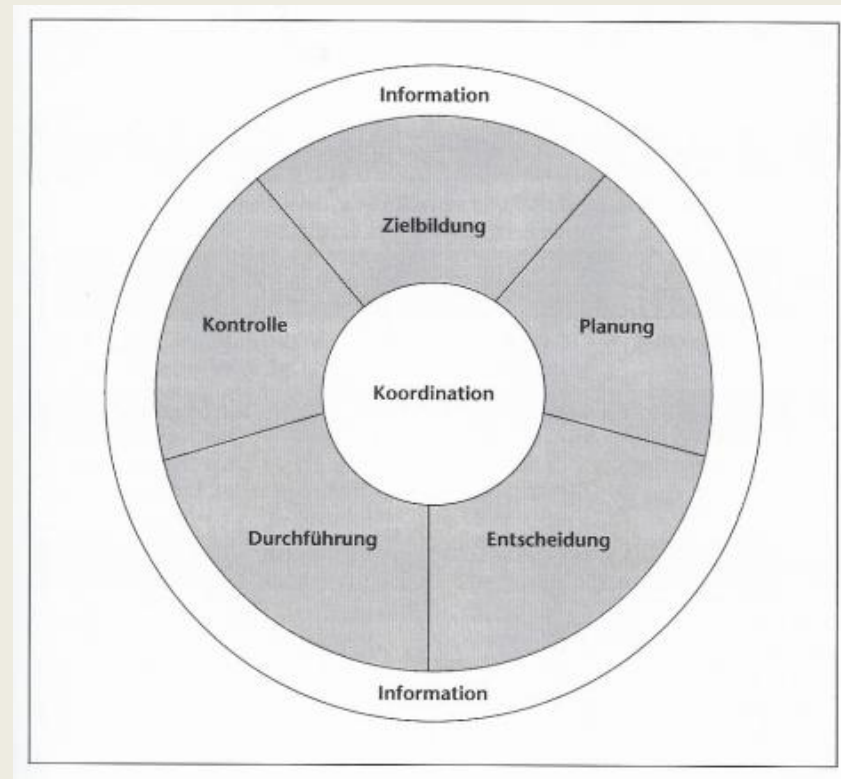 Information
Zielbildung
Kontrolle
Planung
Koordination
Durchführung
Entscheidung
Information